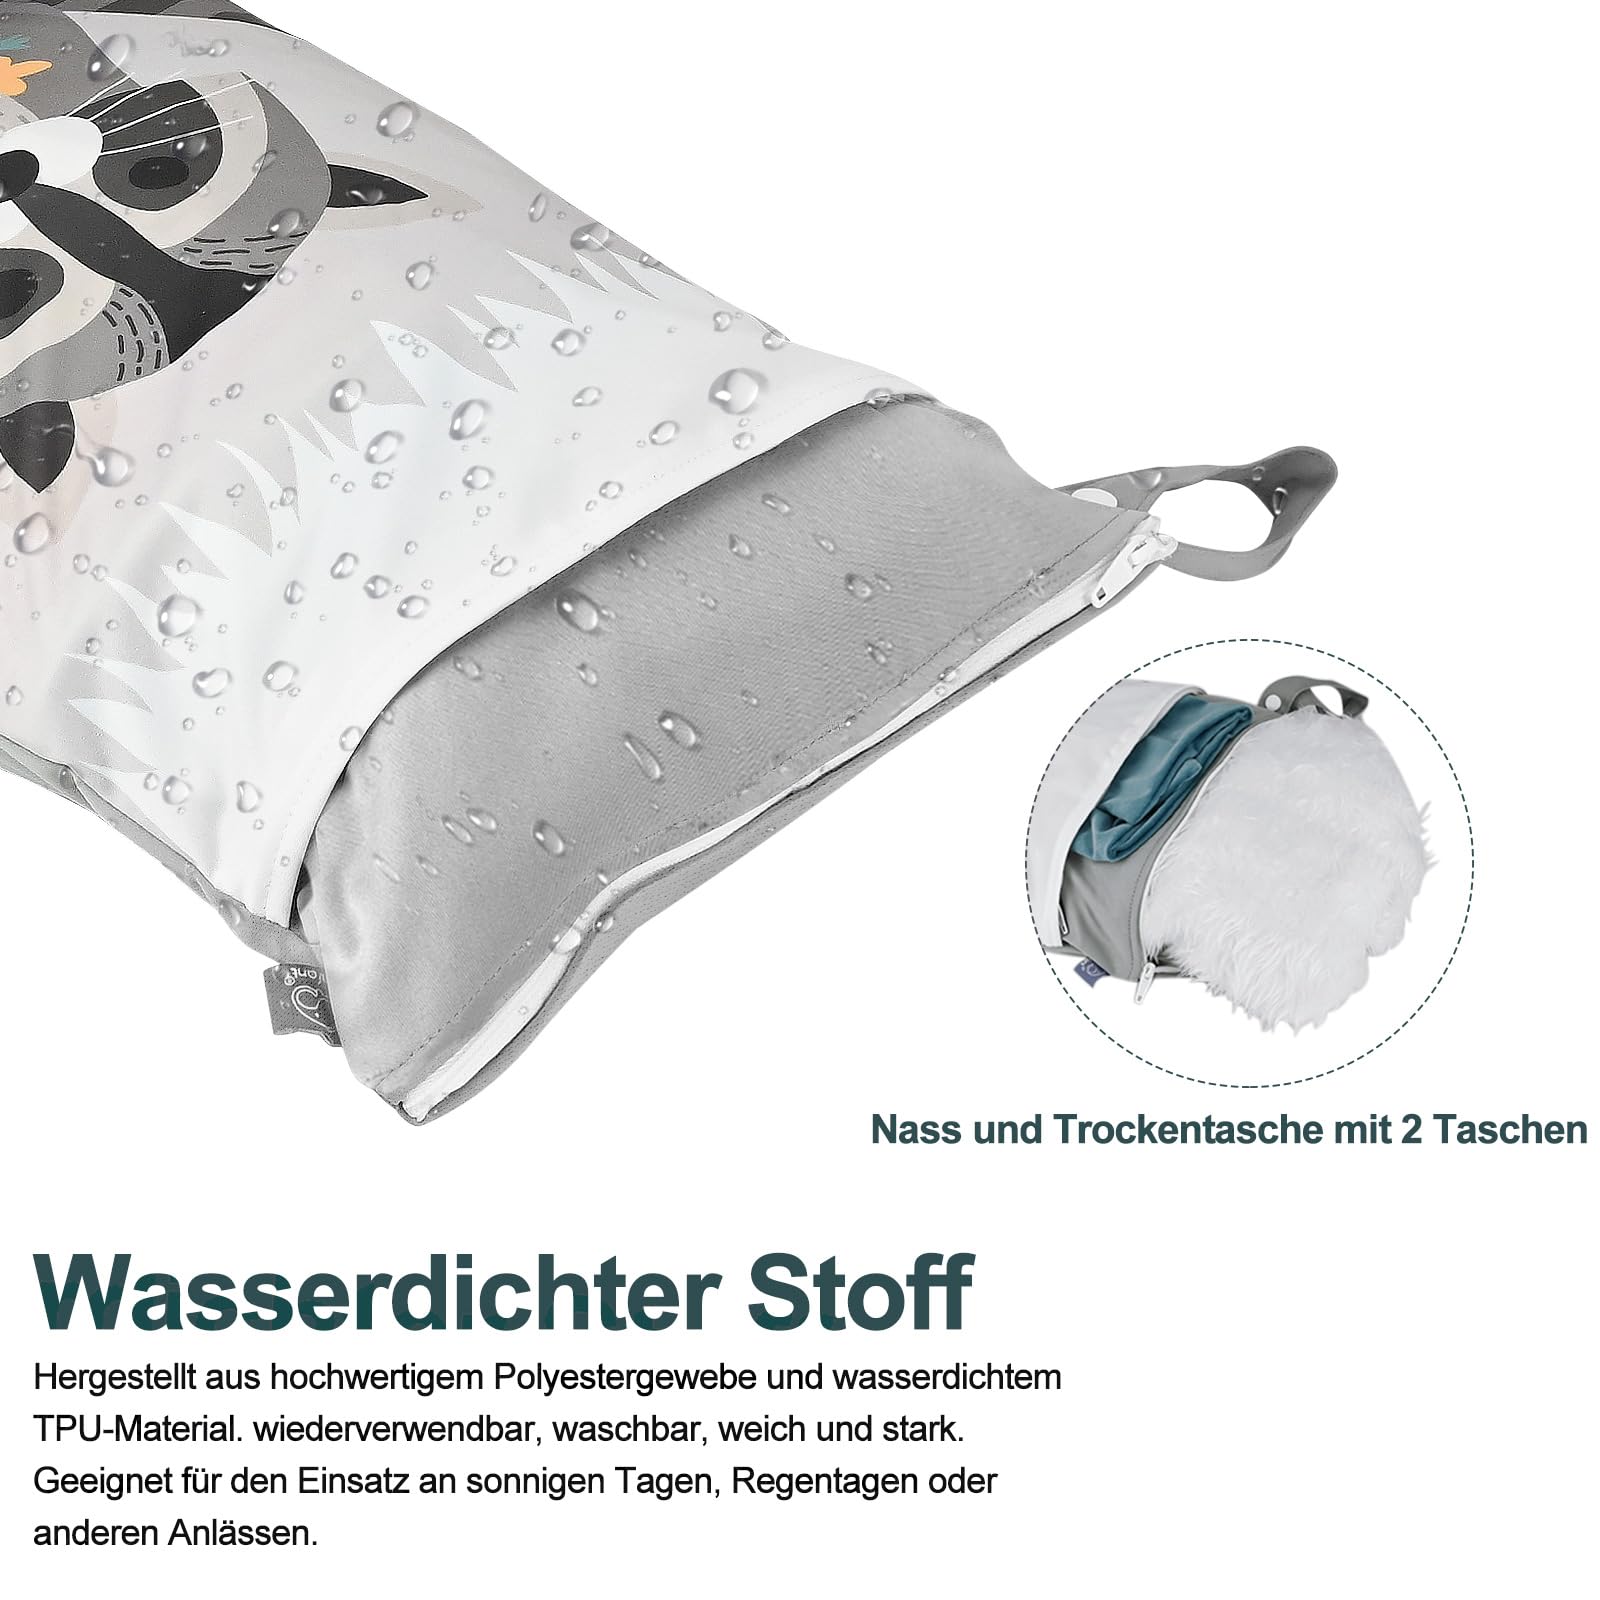 Nass und Trockentasche mit 2 Taschen
Wasserdichter Stoff
Hergestellt aus hochwertigem Polyestergewebe und wasserdichtem
TPU-Material. wiederverwendbar, waschbar, weich und stark.
Geeignet für den Einsatz an sonnigen Tagen, Regentagen oder
anderen Anlässen.